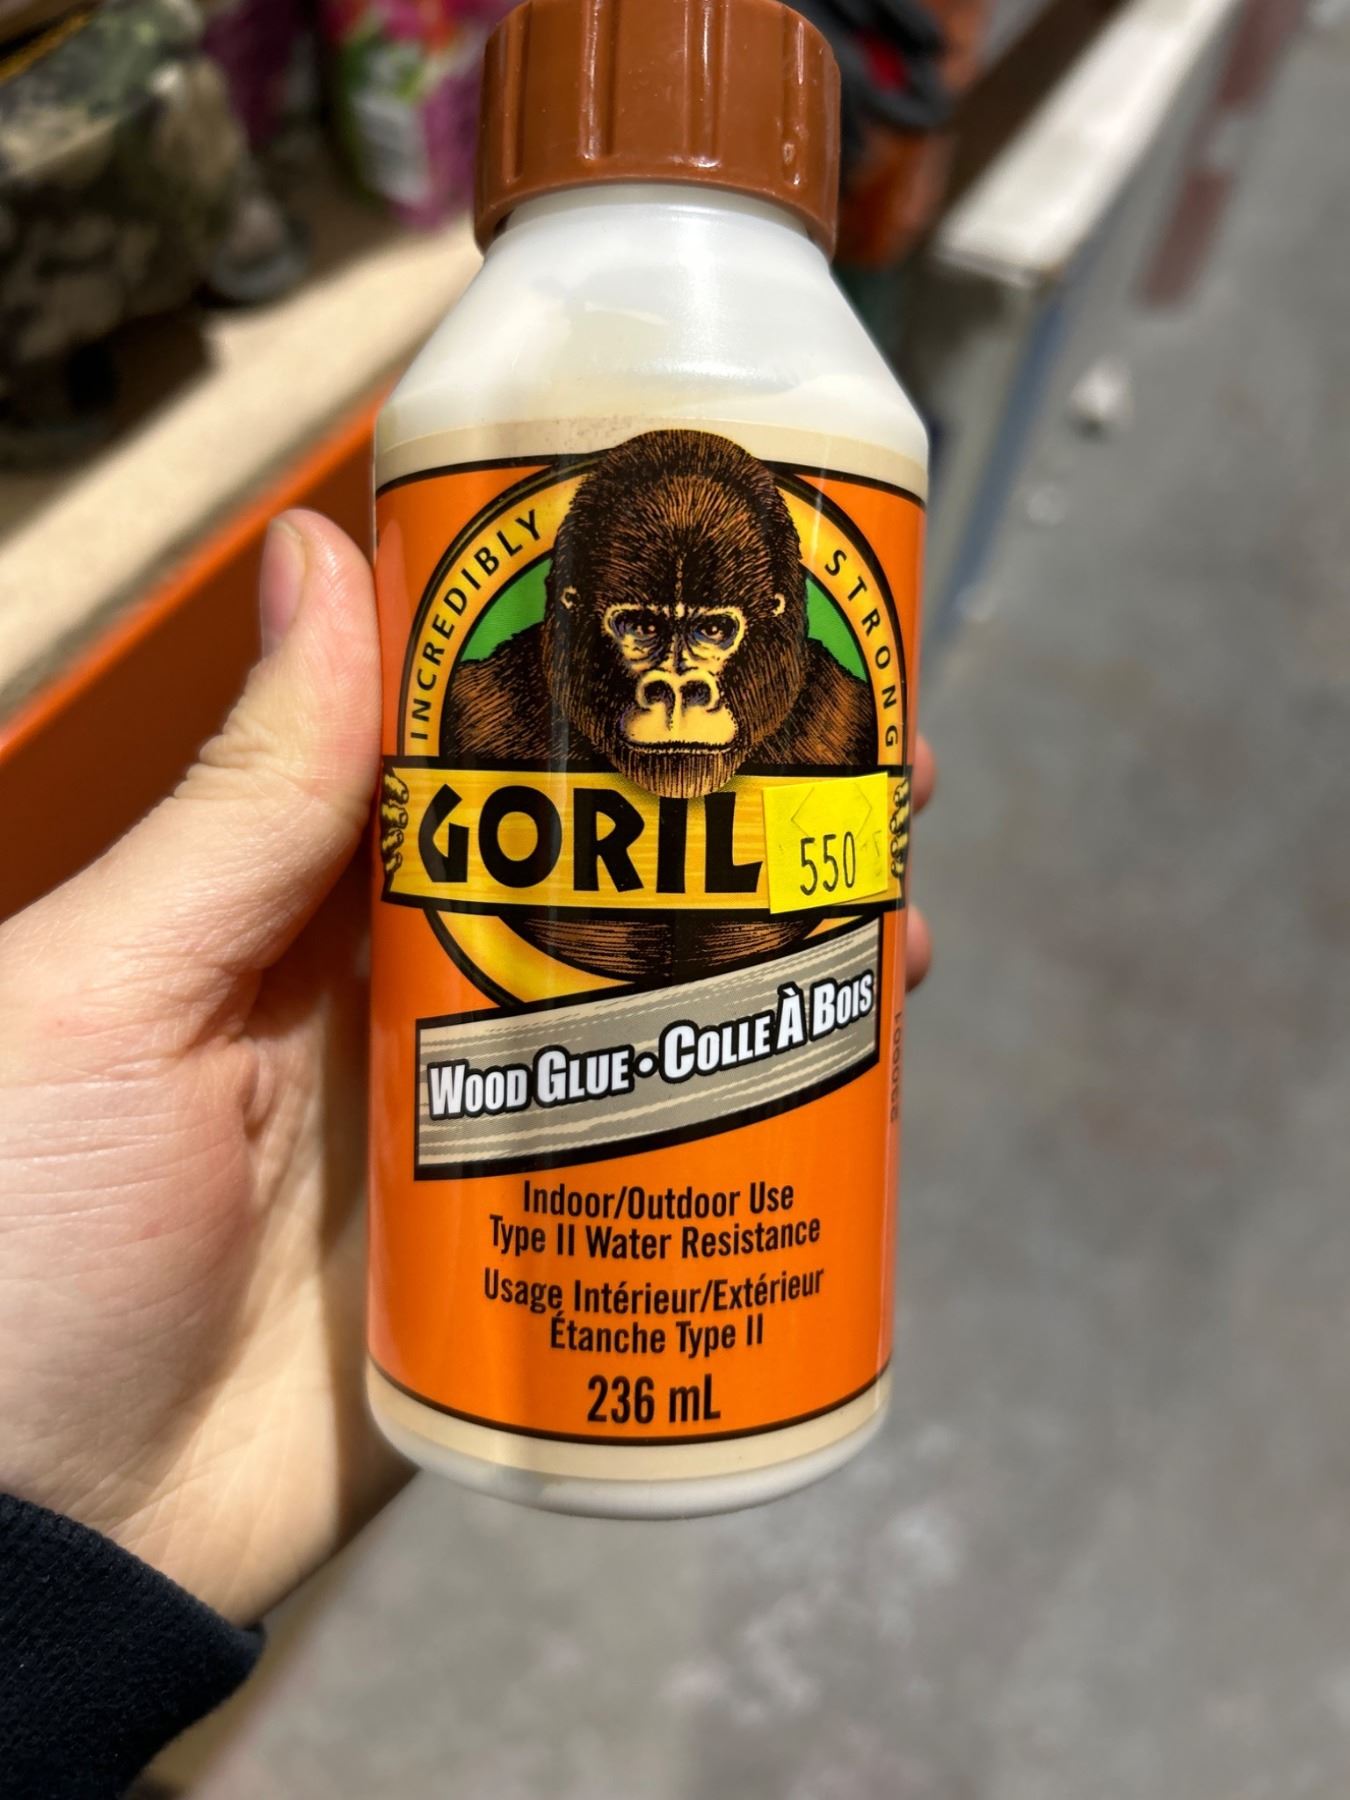 INCREDIBLY STRONG
GORIL
550
WOOD GLUE • COLLE À BOIS
Indoor/Outdoor Use
Type II Water Resistance
Usage Intérieur/Extérieur
Étanche Type II
236 mL